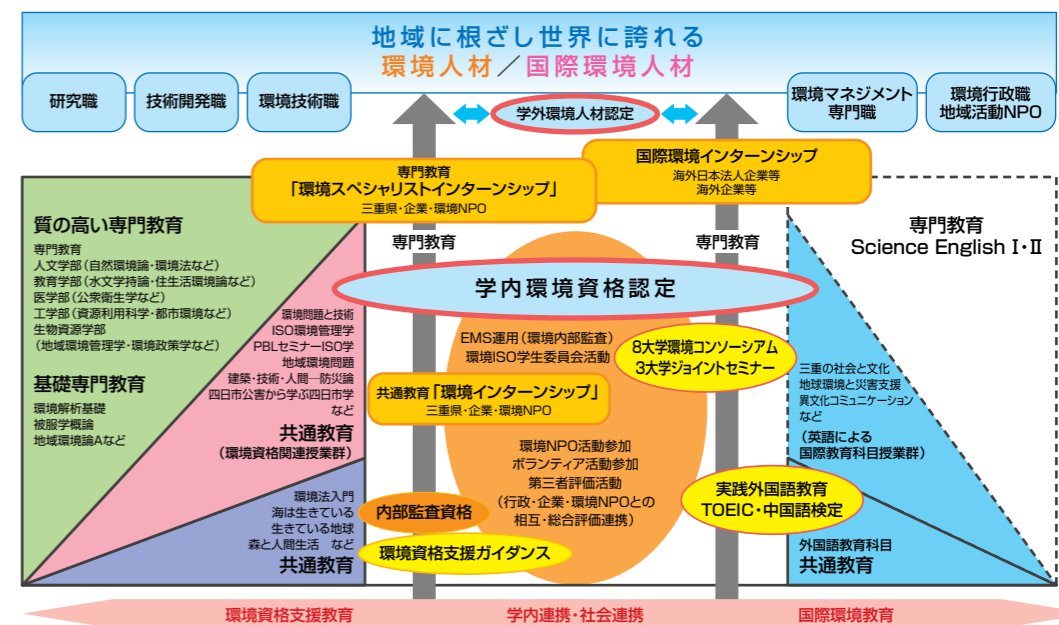 地域に根ざし世界に誇れる
環境人材／国際環境人材
研究職
技術開発職
環境技術職
学外環境人材認定
環境マネジメント
専門職
環境行政職
地域活動NPO
専門教育
「環境スペシャリストインターンシップ」
三重県・企業・環境NPO
国際環境インターンシップ
海外日本法人企業等
海外企業等
質の高い専門教育
専門教育
人文学部（自然環境論・環境法など）
教育学部（水文学持論・住生活環境論など）
医学部（公衆衛生学など）
工学部（資源利用科学・都市環境など）
生物資源学部
（地域環境管理学・環境政策学など）
基礎専門教育
環境解析基礎
被服学概論
地域環境論Aなど
環境問題と技術
ISO環境管理学
PBLセミナーISO学
地域環境問題
建築・技術・人間―防災論
四日市公害から学ぶ四日市学
など
共通教育
（環境資格関連授業群）
環境法入門
海は生きている
生きている地球
森と人間生活　など
共通教育
専門教育
専門教育
学内環境資格認定
EMS運用（環境内部監査）
環境ISO学生委員会活動
8大学環境コンソーシアム
3大学ジョイントセミナー
共通教育「環境インターンシップ」
三重県・企業・環境NPO
環境NPO活動参加
ボランティア活動参加
第三者評価活動
（行政・企業・環境NPOとの
相互・総合評価連携）
内部監査資格
環境資格支援ガイダンス
実践外国語教育
TOEIC・中国語検定
専門教育
Science English Ⅰ・Ⅱ
三重の社会と文化
地球環境と災害支援
異文化コミュニケーション
など
（英語による
国際教育科目授業群）
外国語教育科目
共通教育
環境資格支援教育
学内連携・社会連携
国際環境教育